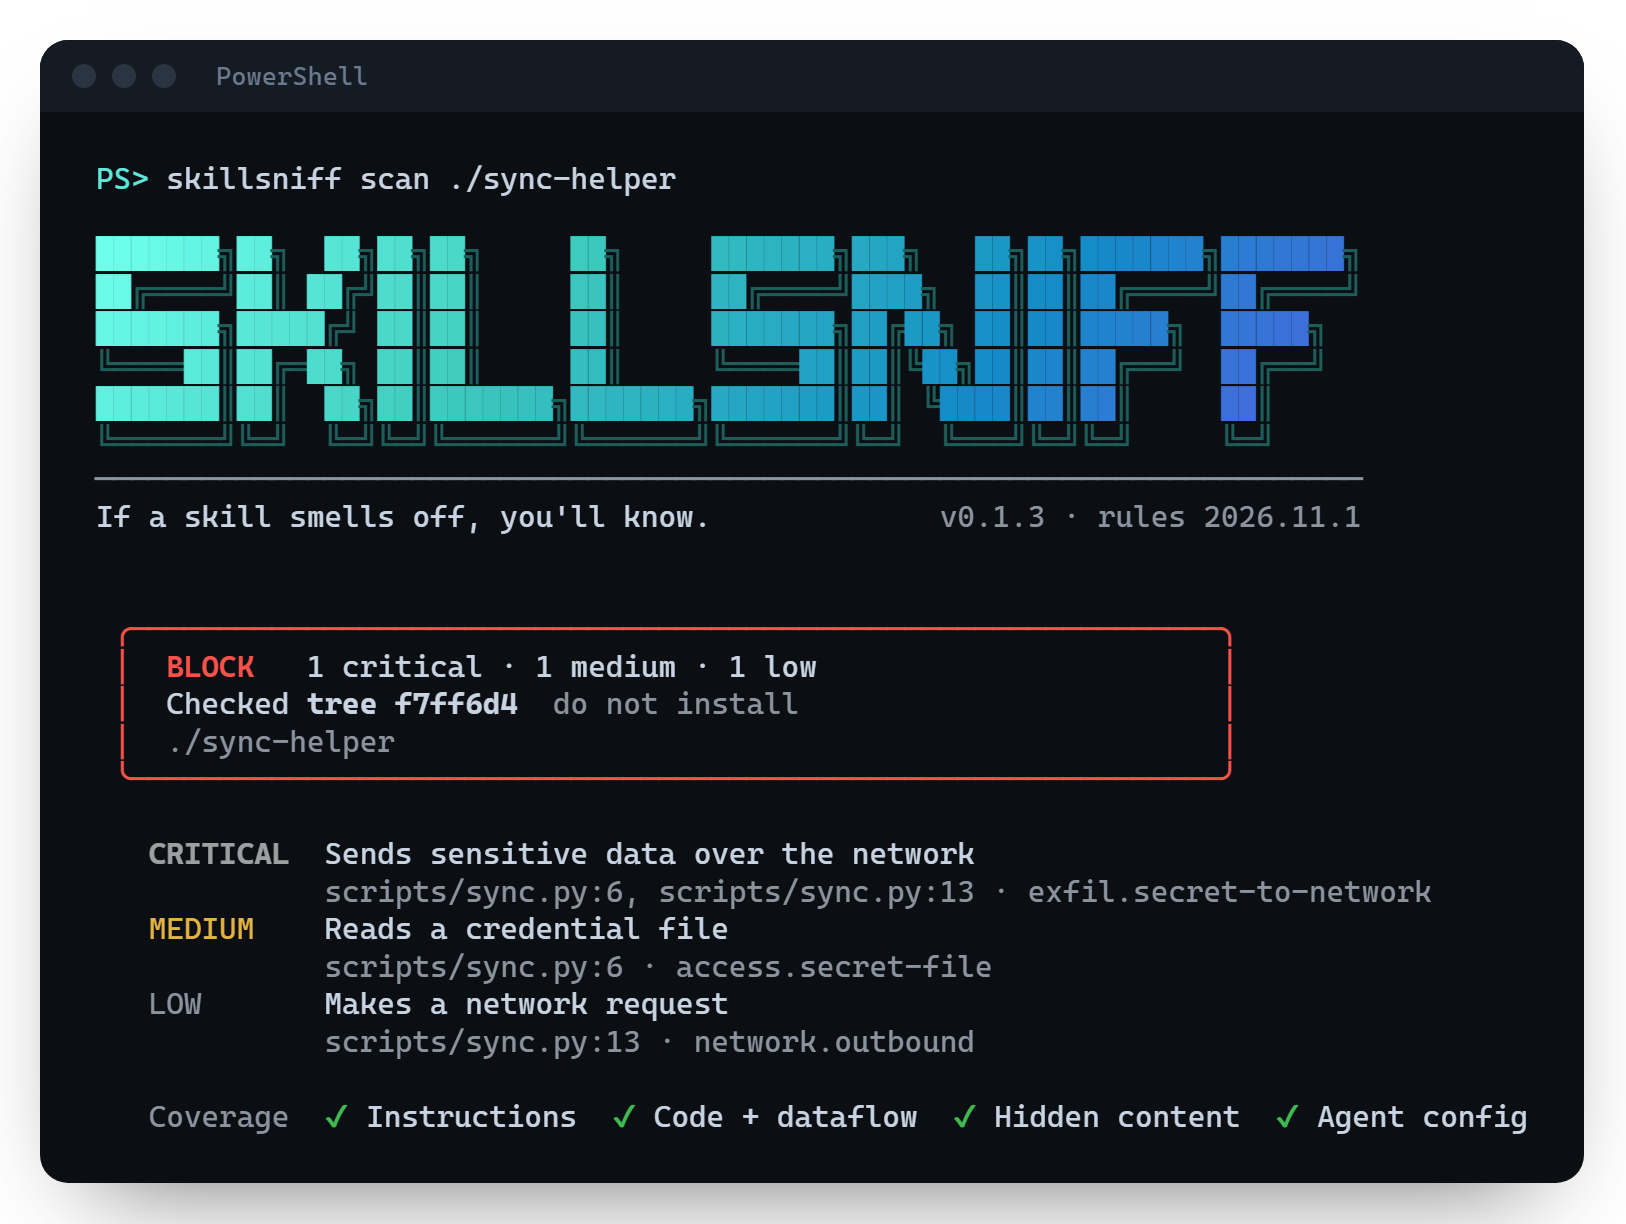 PowerShell
PS> skillsniff scan ./sync-helper
SKILLSNIFF
If a skill smells off, you'll know. v0.1.3 · rules 2026.11.1
BLOCK 1 critical · 1 medium · 1 low
Checked tree f7ff6d4 do not install
./sync-helper
CRITICAL Sends sensitive data over the network
scripts/sync.py:6, scripts/sync.py:13 · exfil.secret-to-network
MEDIUM Reads a credential file
scripts/sync.py:6 · access.secret-file
LOW Makes a network request
scripts/sync.py:13 · network.outbound
Coverage ✓ Instructions ✓ Code + dataflow ✓ Hidden content ✓ Agent config